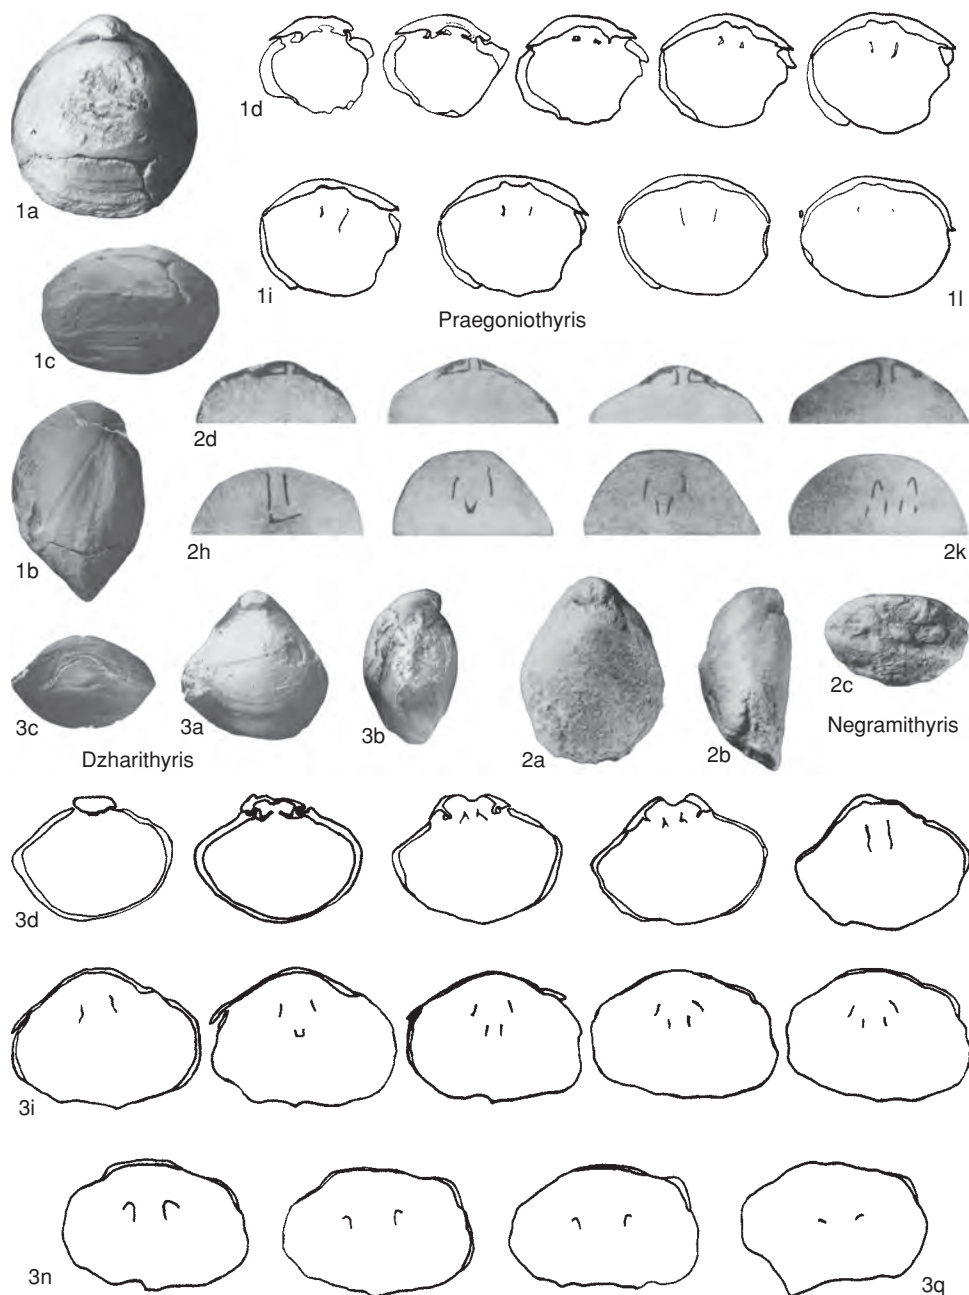 1a
1d
1i
1l
Praegoniothyris
1c
2d
1b
2h
2k
3c
3a
3b
2a
2b
2c
Dzharithyris
Negramithyris
3d
3i
3n
3q